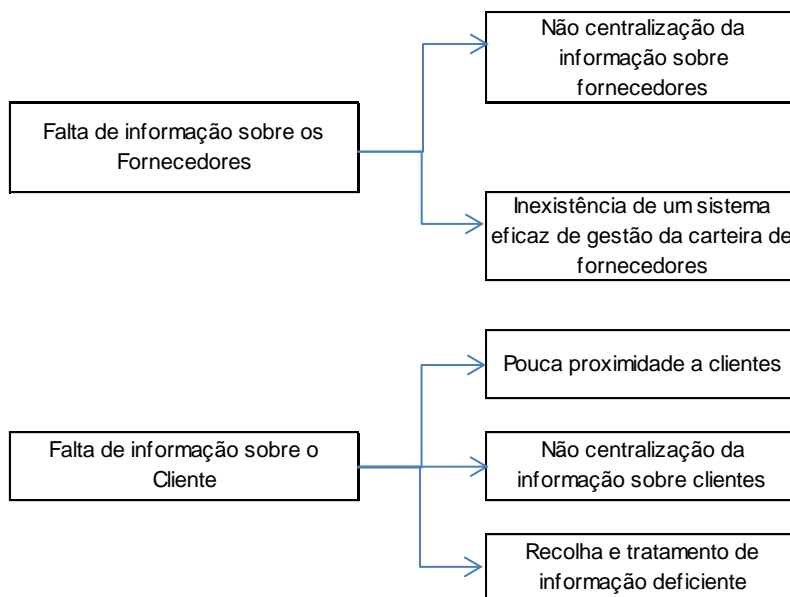 Não centralização da
informação sobre
fornecedores
Falta de informação sobre os
Fornecedores
Inexistência de um sistema
eficaz de gestão da carteira de
fornecedores
Pouca proximidade a clientes
Falta de informação sobre o
Cliente
Não centralização da
informação sobre clientes
Recolha e tratamento de
informação deficiente